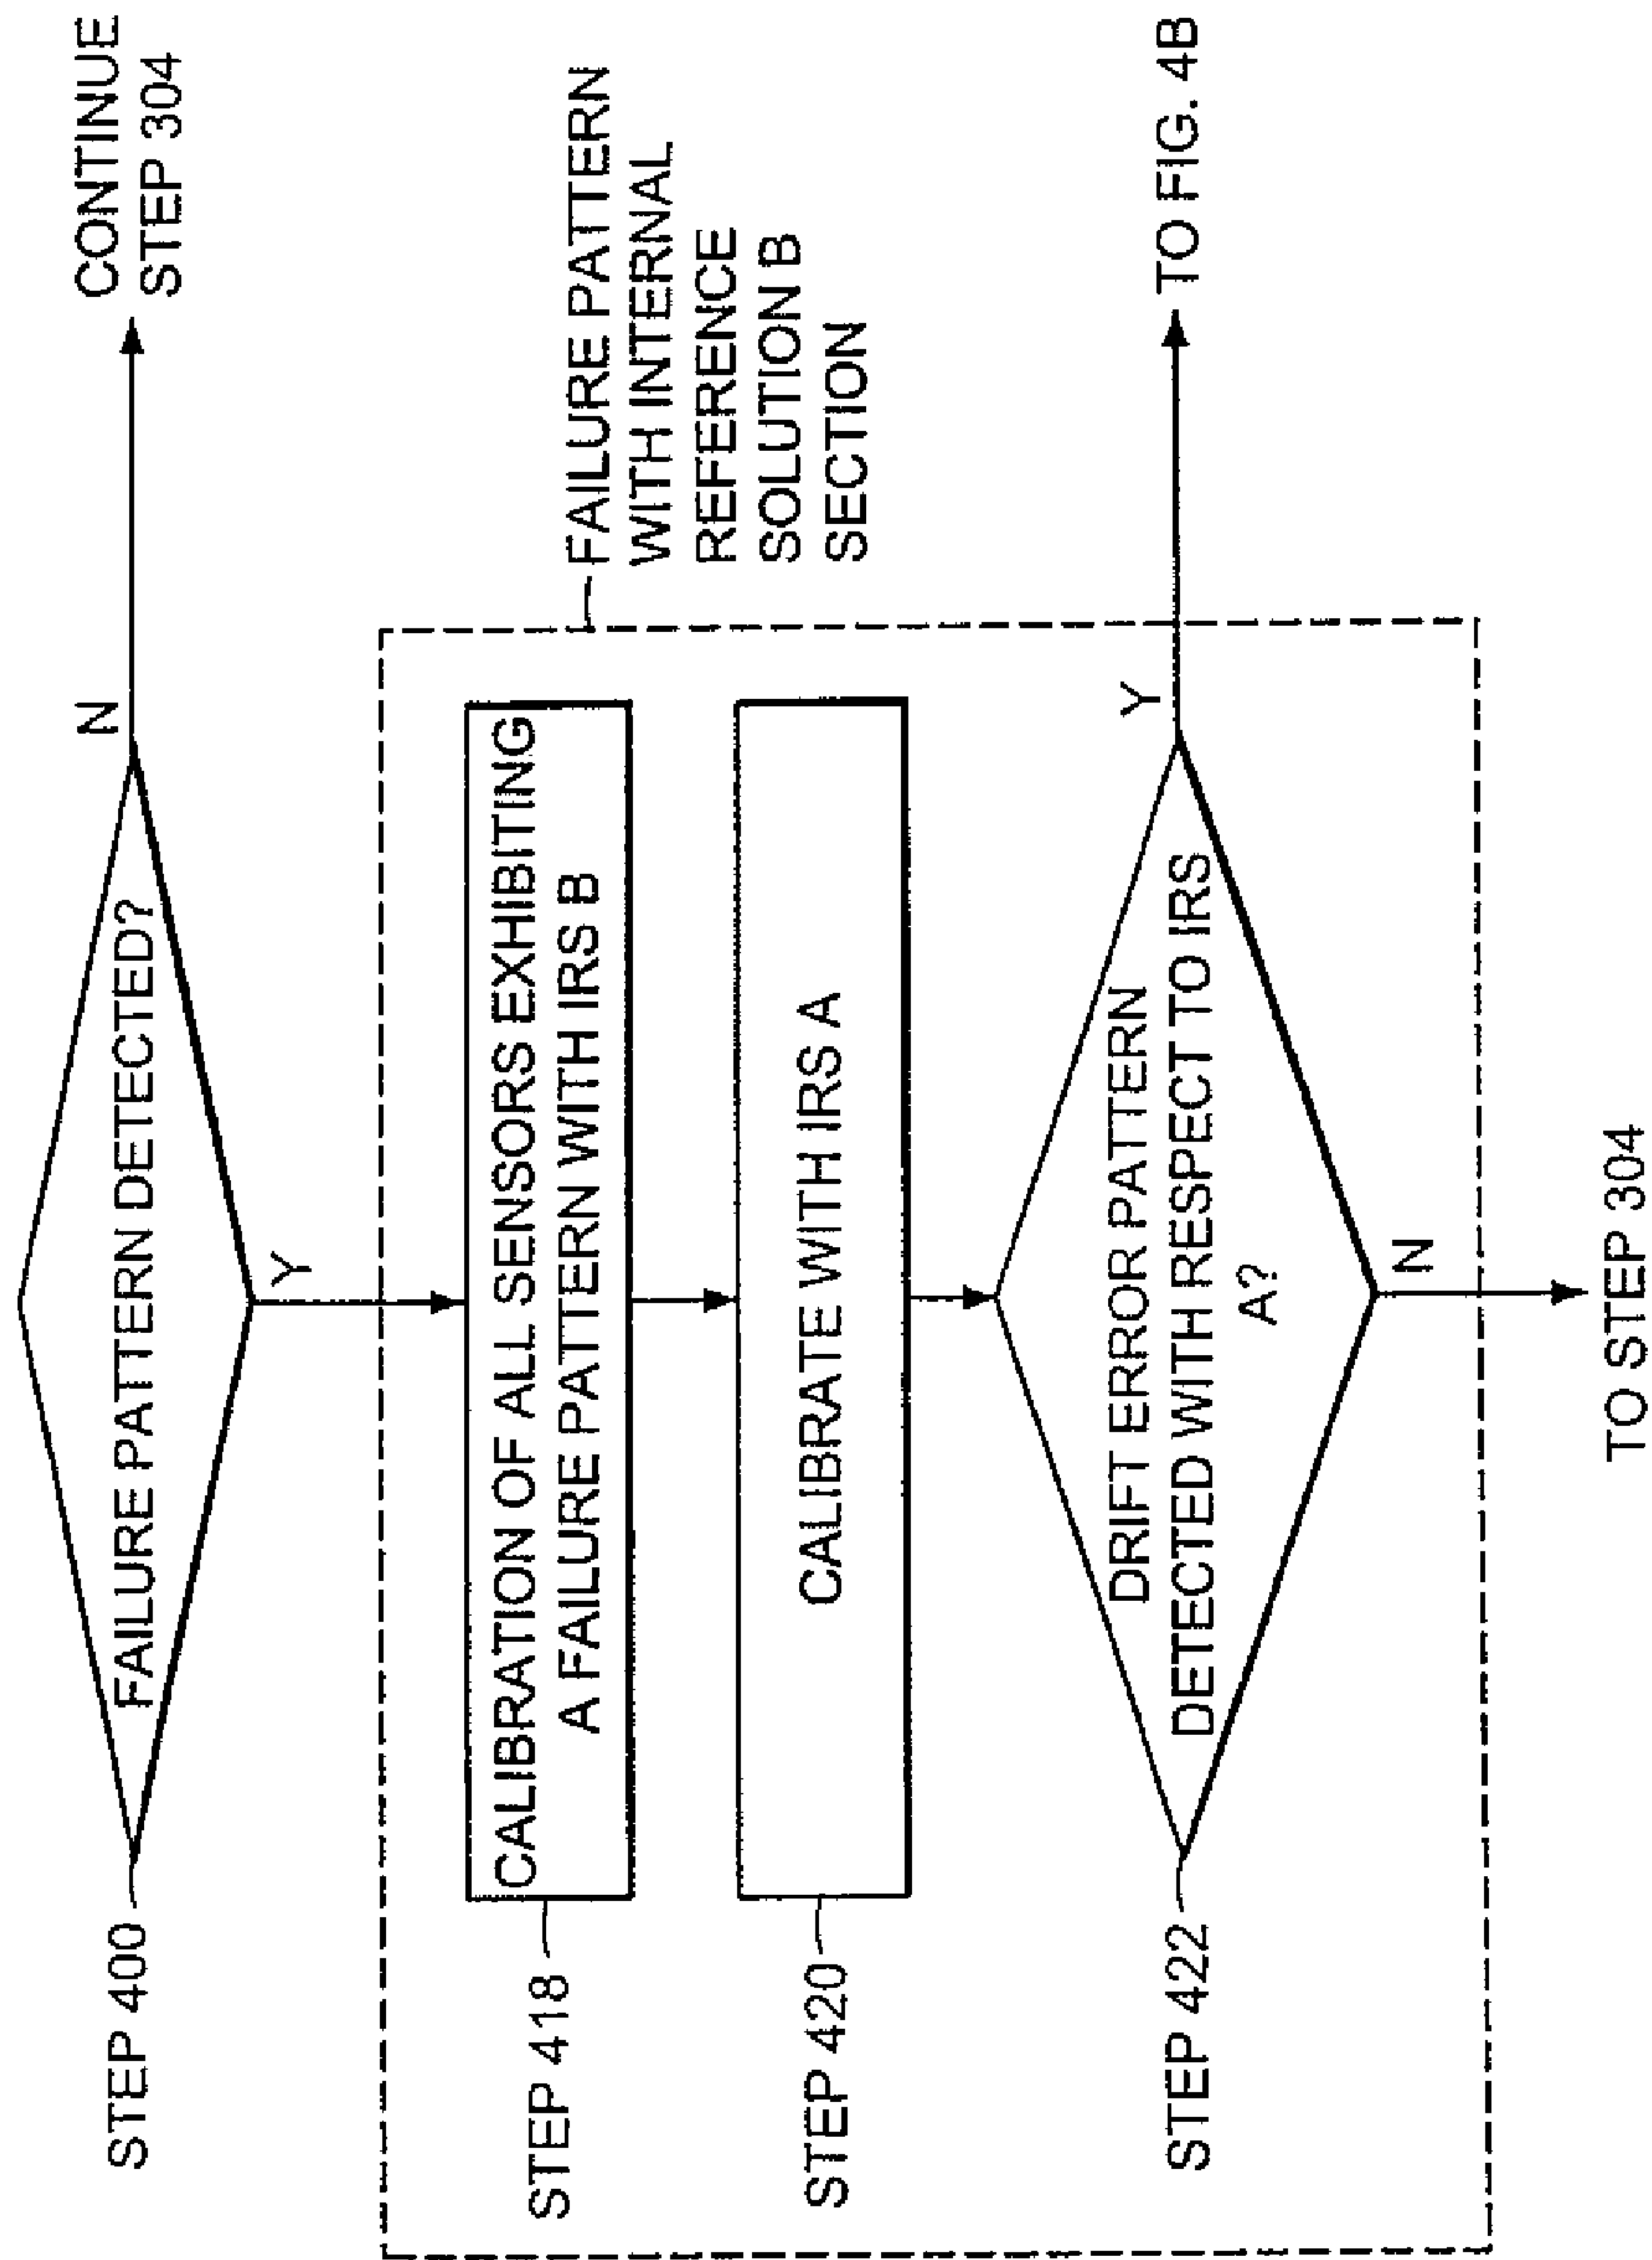 STEP 400
FAILURE PATTERN DETECTED?
N
CONTINUE
STEP 304
Y
FAILURE PATTERN
WITH INTERNAL
REFERENCE
SOLUTION B
SECTION
STEP 418
CALIBRATION OF ALL SENSORS EXHIBITING
A FAILURE PATTERN WITH IRS B
STEP 420
CALIBRATE WITH IRS A
STEP 422
DRIFT ERROR PATTERN
DETECTED WITH RESPECT TO IRS
A?
Y
TO FIG. 4B
N
TO STEP 304